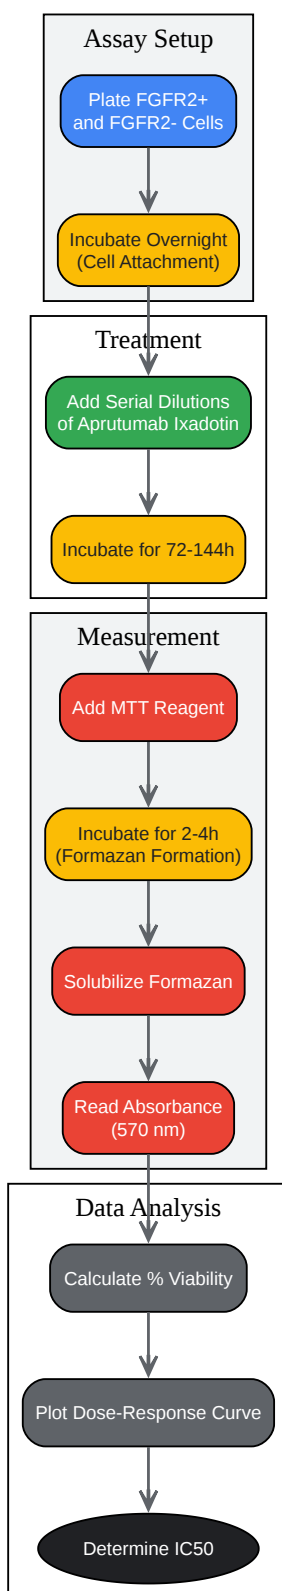 Assay Setup
Plate FGFR2+
and FGFR2- Cells
Incubate Overnight
(Cell Attachment)
Treatment
Add Serial Dilutions
of Aprutumab Ixadotin
Incubate for 72-144h
Measurement
Add MTT Reagent
Incubate for 2-4h
(Formazan Formation)
Solubilize Formazan
Read Absorbance
(570 nm)
Data Analysis
Calculate % Viability
Plot Dose-Response Curve
Determine IC50